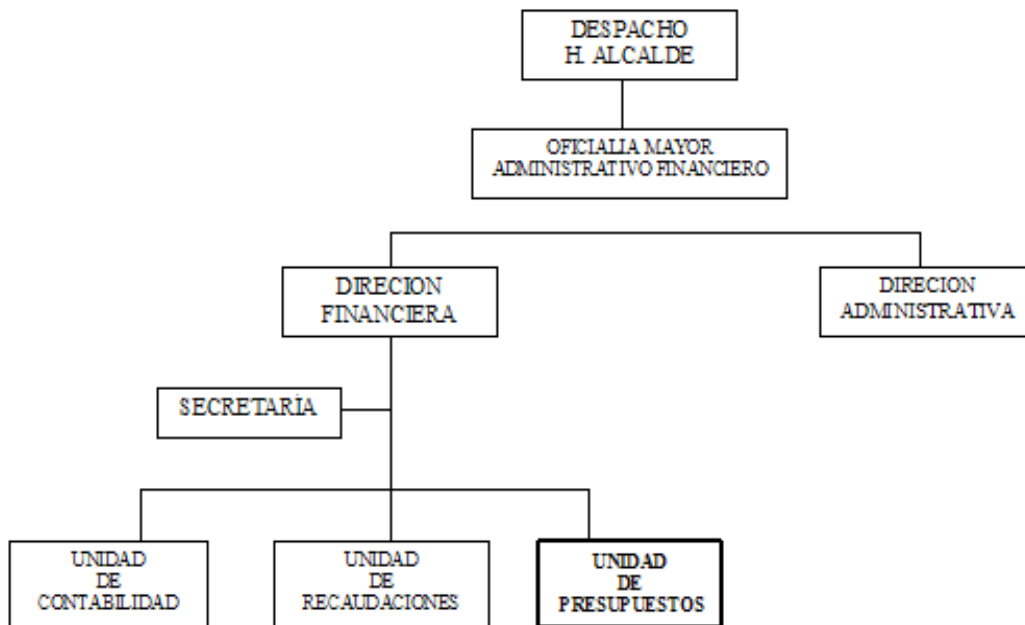 DESPACHO
H. ALCALDE
OFICIALIA MAYOR
ADMINISTRATIVO FINANCIERO
DIRECION
FINANCIERA
DIRECION
ADMINISTRATIVA
SECRETARÍA
UNIDAD
DE
CONTABILIDAD
UNIDAD
DE
RECAUDACIONES
UNIDAD
DE
PRESUPUESTOS